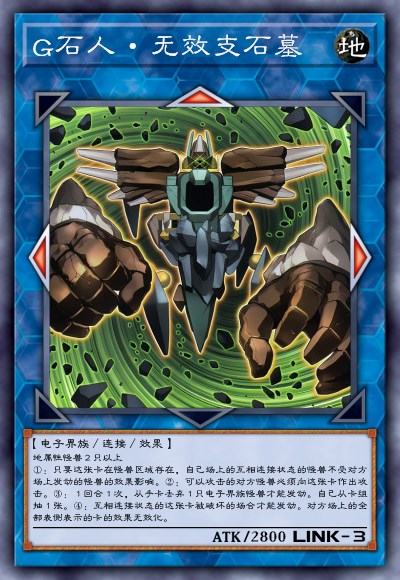 G石人·无效支石墓
地
【电子界族/连接/效果】
地属性怪兽2只以上
①：只要这张卡在怪兽区域存在，自己场上的互相连接状态的怪兽不受对方
场上发动的怪兽的效果影响。②：可以攻击的对方怪兽必须向这张卡作出攻
击。③：1回合1次，从手卡丢弃1只电子界族怪兽才能发动。自己从卡组
抽1张。④：互相连接状态的这张卡被破坏的场合才能发动。对方场上的全
部表侧表示的卡的效果无效化。
ATK/2800 LINK-3